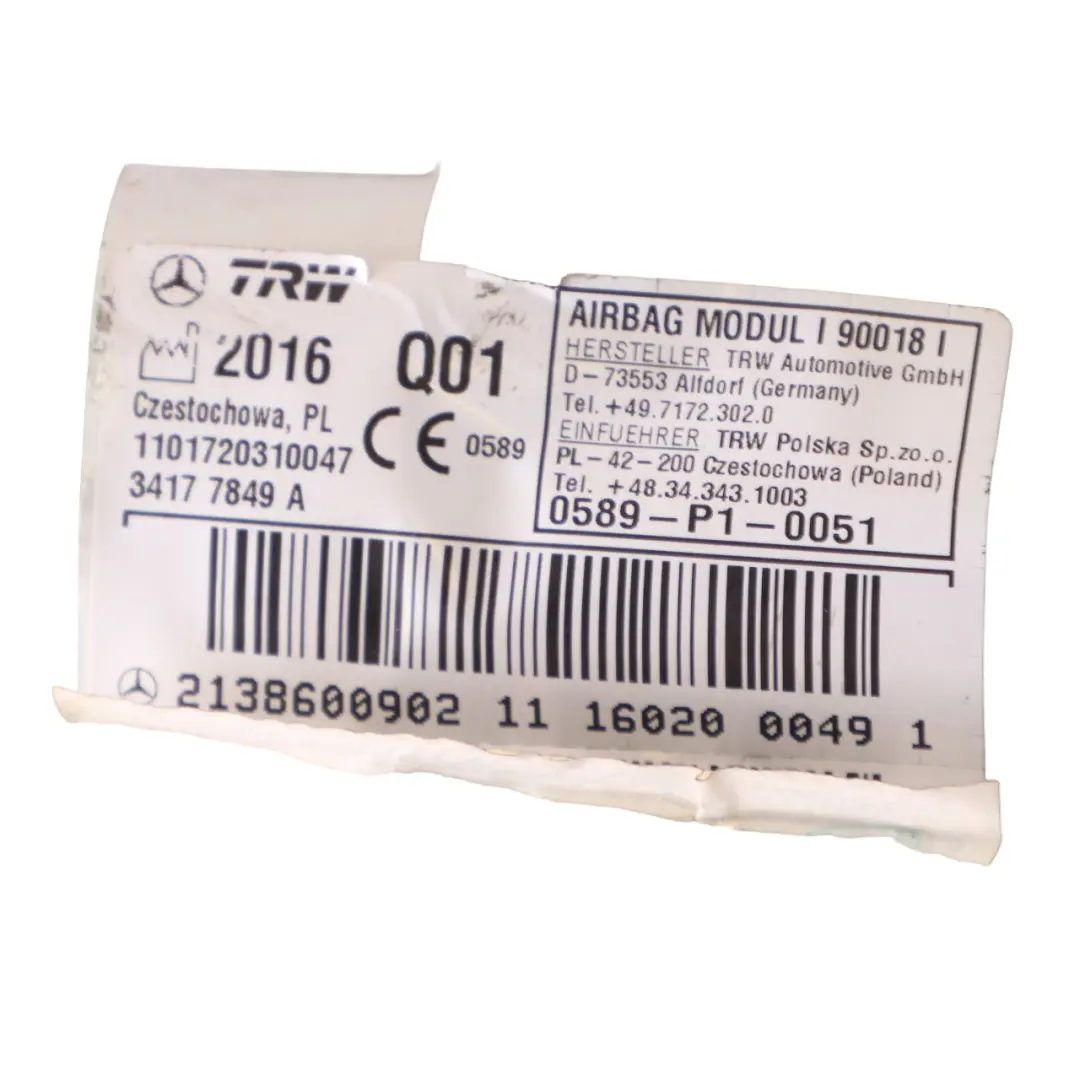 TRW
2016 Q01
Czestochowa, PL
1101720310047
CE 0589
3417 7849 A
AIRBAG MODUL I 90018 I
HERSTELLER TRW Automotive GmbH
D-73553 Alfdorf (Germany)
Tel. +49.7172.302.0
EINFUEHRER TRW Polska Sp.zo.o.
PL-42-200 Czestochowa (Poland)
Tel. +48.34.343.1003
0589-P1-0051
2138600902 11 16020 0049 1